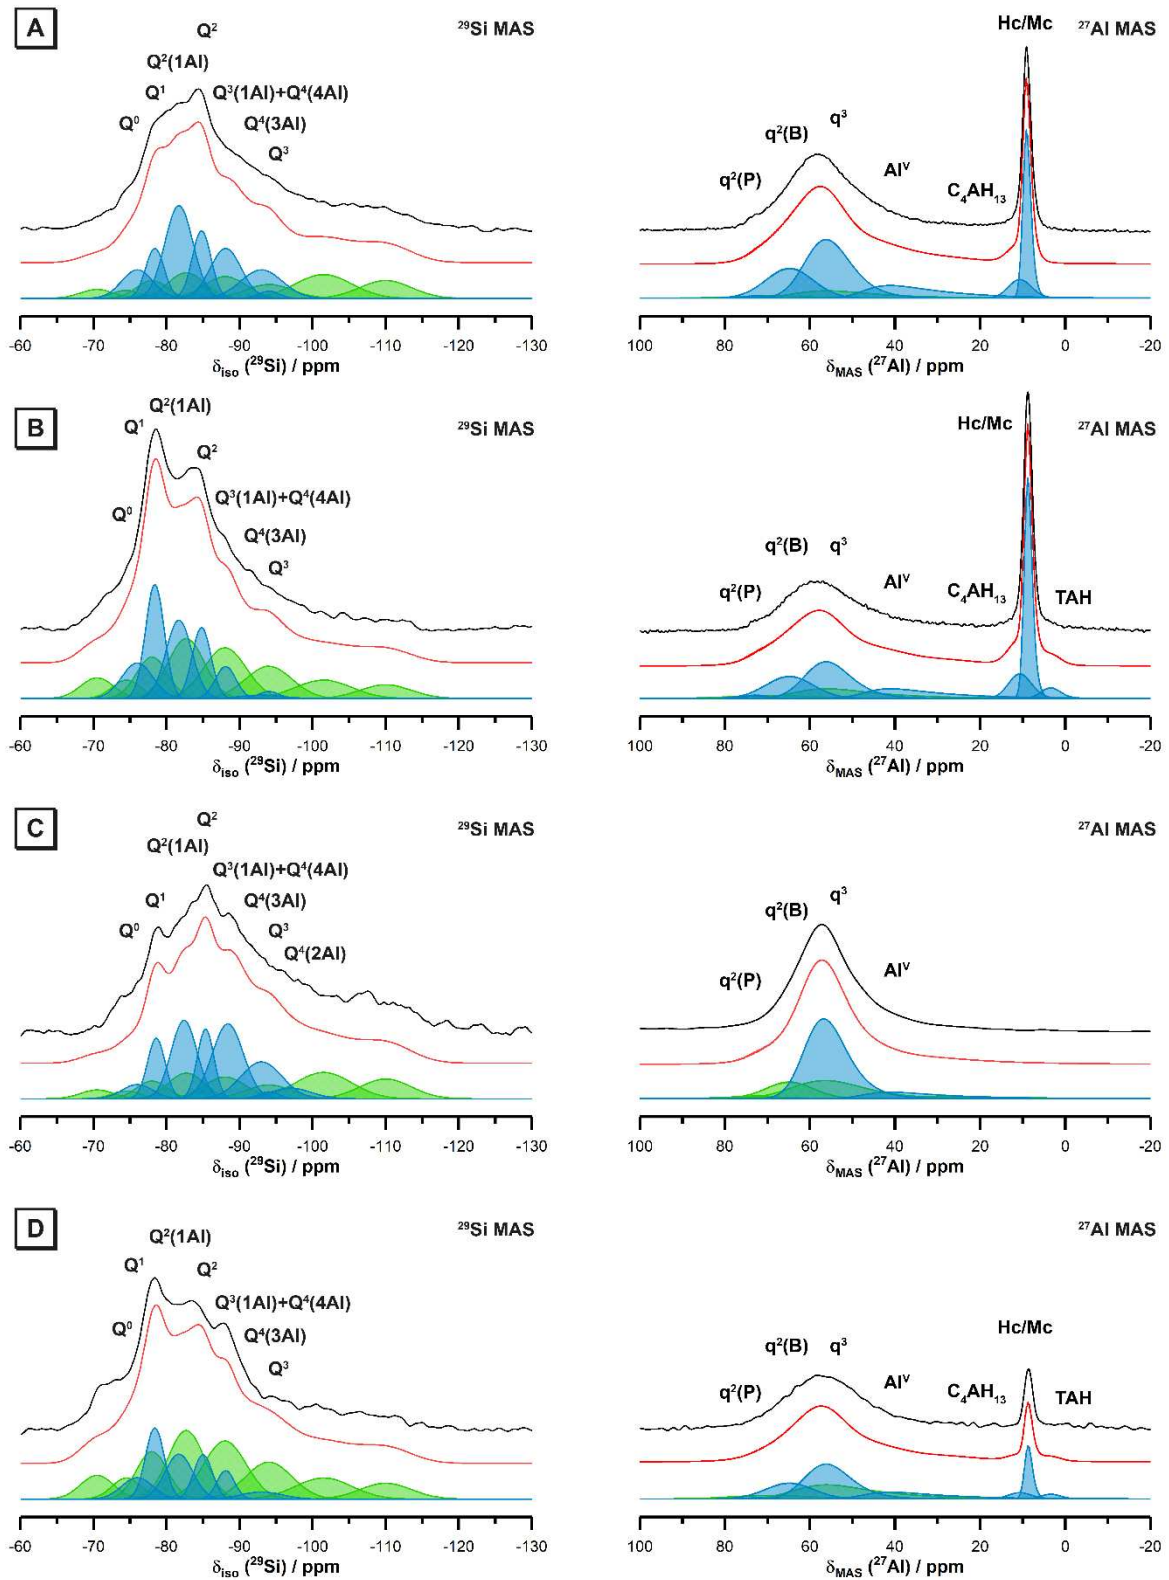 A
Q²
²⁹Si MAS
Q²(1Al)
Q¹
Q³(1Al)+Q⁴(4Al)
Q⁰
Q⁴(3Al)
Q³
-60 -70 -80 -90 -100 -110 -120 -130
δiso (²⁹Si) / ppm
Hc/Mc
²⁷Al MAS
q³
q²(B)
q²(P)
Alⱽ
C₄AH₁₃
100 80 60 40 20 0 -20
δMAS (²⁷Al) / ppm
B
Q²(1Al)
²⁹Si MAS
Q¹
Q²
Q³(1Al)+Q⁴(4Al)
Q⁰
Q⁴(3Al)
Q³
-60 -70 -80 -90 -100 -110 -120 -130
δiso (²⁹Si) / ppm
Hc/Mc
²⁷Al MAS
q²(B) q³
q²(P)
Alⱽ
C₄AH₁₃
TAH
100 80 60 40 20 0 -20
δMAS (²⁷Al) / ppm
C
Q²
²⁹Si MAS
Q²(1Al)
Q³(1Al)+Q⁴(4Al)
Q¹
Q⁴(3Al)
Q⁰
Q³
Q⁴(2Al)
-60 -70 -80 -90 -100 -110 -120 -130
δiso (²⁹Si) / ppm
²⁷Al MAS
q³
q²(B)
q²(P)
Alⱽ
100 80 60 40 20 0 -20
δMAS (²⁷Al) / ppm
D
Q²(1Al)
²⁹Si MAS
Q¹
Q²
Q³(1Al)+Q⁴(4Al)
Q⁰
Q⁴(3Al)
Q³
-60 -70 -80 -90 -100 -110 -120 -130
δiso (²⁹Si) / ppm
²⁷Al MAS
Hc/Mc
q²(B) q³
q²(P)
Alⱽ
C₄AH₁₃
TAH
100 80 60 40 20 0 -20
δMAS (²⁷Al) / ppm